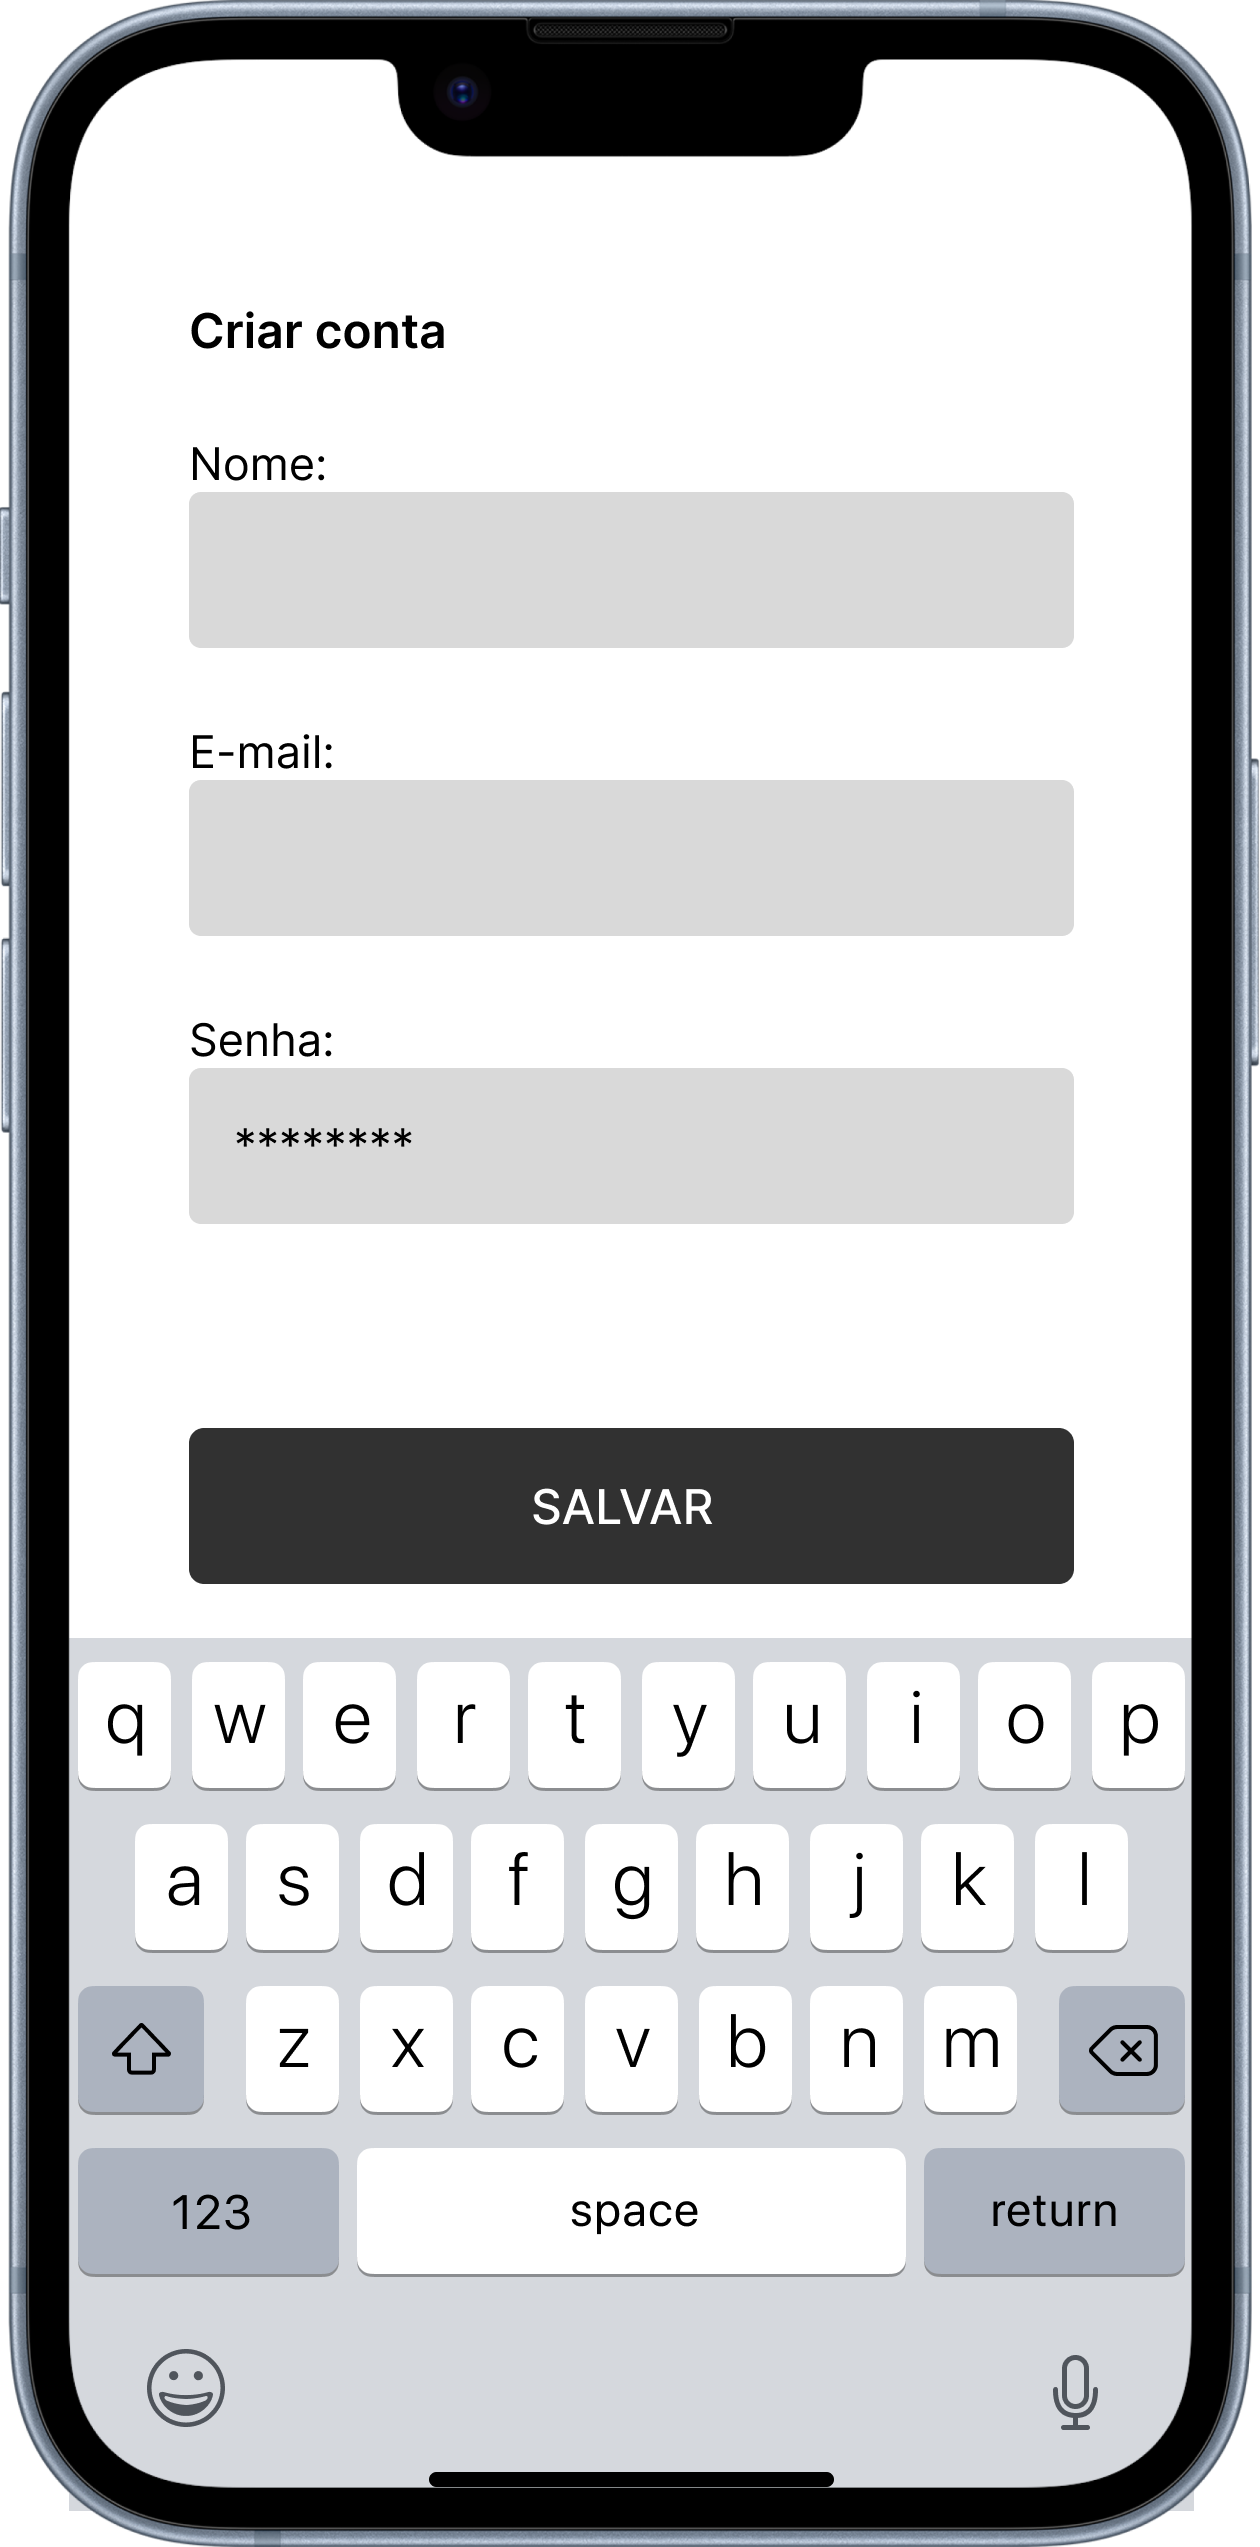 Criar conta
Nome:
E-mail:
Senha:
********
SALVAR
q w e r t y u i o p
a s d f g h j k l
z x c v b n m
123 space return